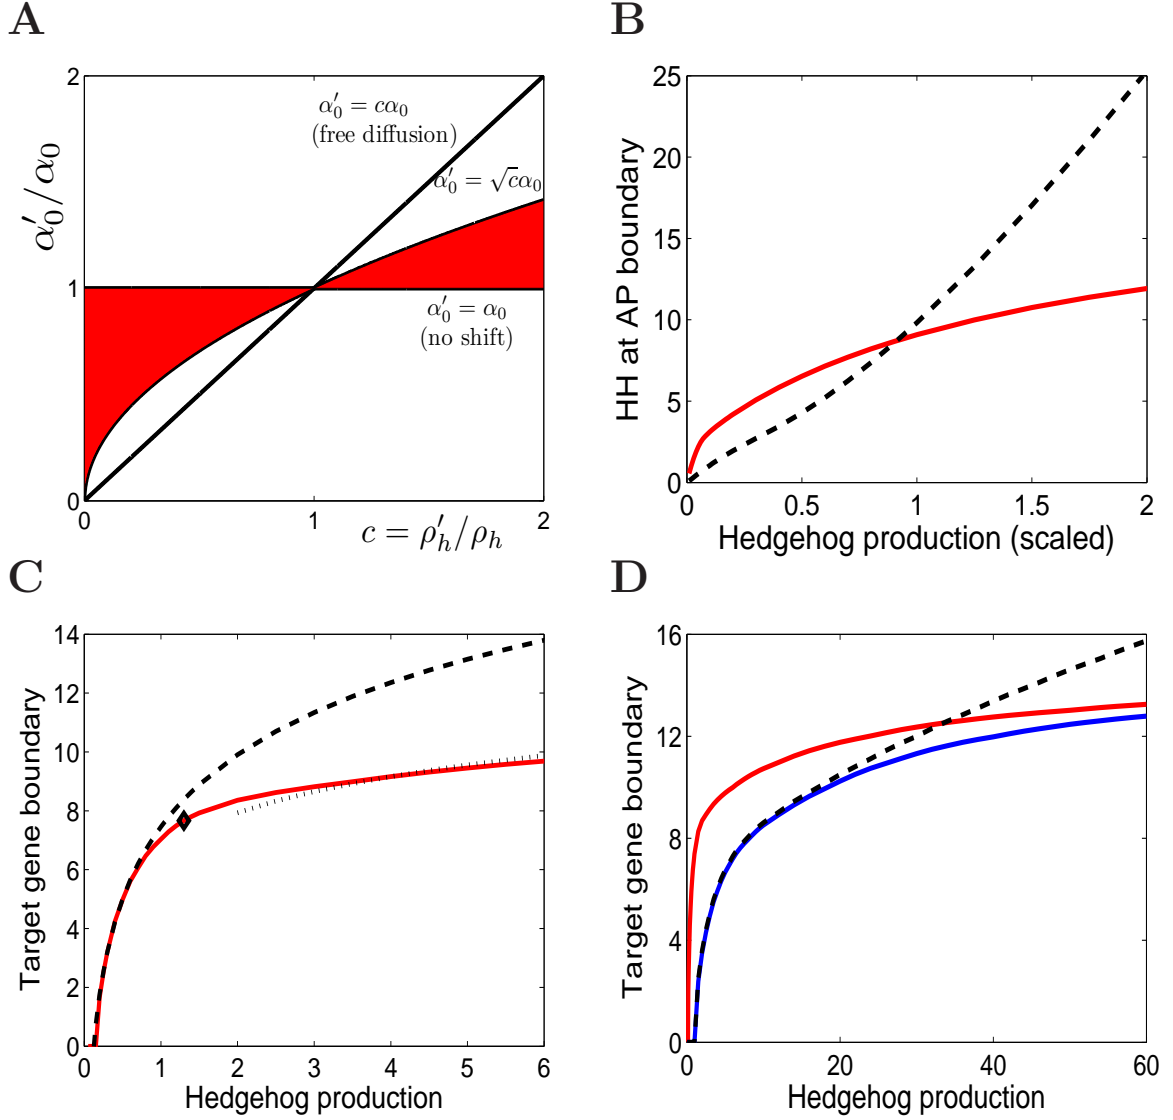 A
2
1
0
0
1
2
α′₀/α₀
c = ρ′ₕ/ρₕ
α′₀ = cα₀
(free diffusion)
α′₀ = √cα₀
α′₀ = α₀
(no shift)
B
25
20
15
10
5
0
0
0.5
1
1.5
2
HH at AP boundary
Hedgehog production (scaled)
C
14
12
10
8
6
4
2
0
0
1
2
3
4
5
6
Target gene boundary
Hedgehog production
D
16
12
8
4
0
0
20
40
60
Target gene boundary
Hedgehog production